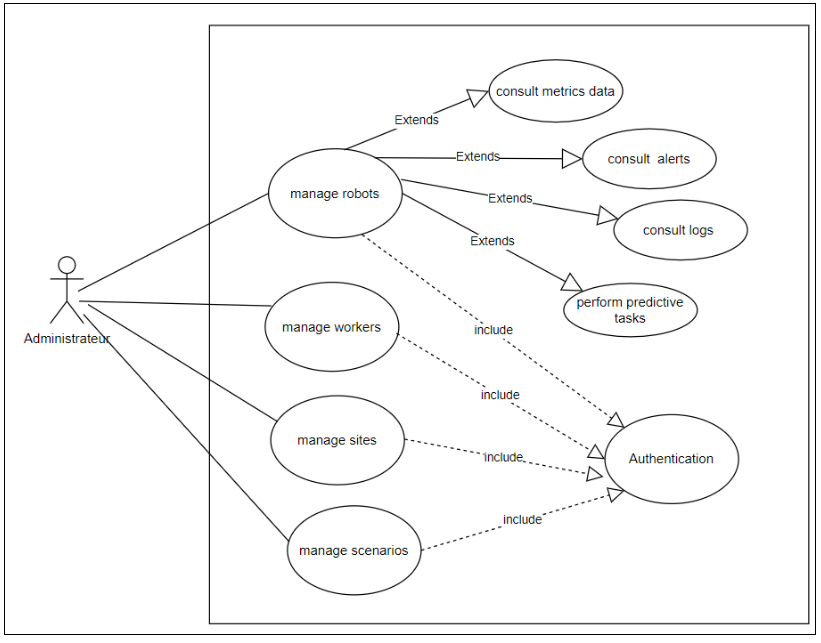 consult metrics data
Extends
Extends
consult alerts
manage robots
Extends
consult logs
Extends
perform predictive
tasks
Administrateur
manage workers
include
include
manage sites
include
Authentication
include
manage scenarios